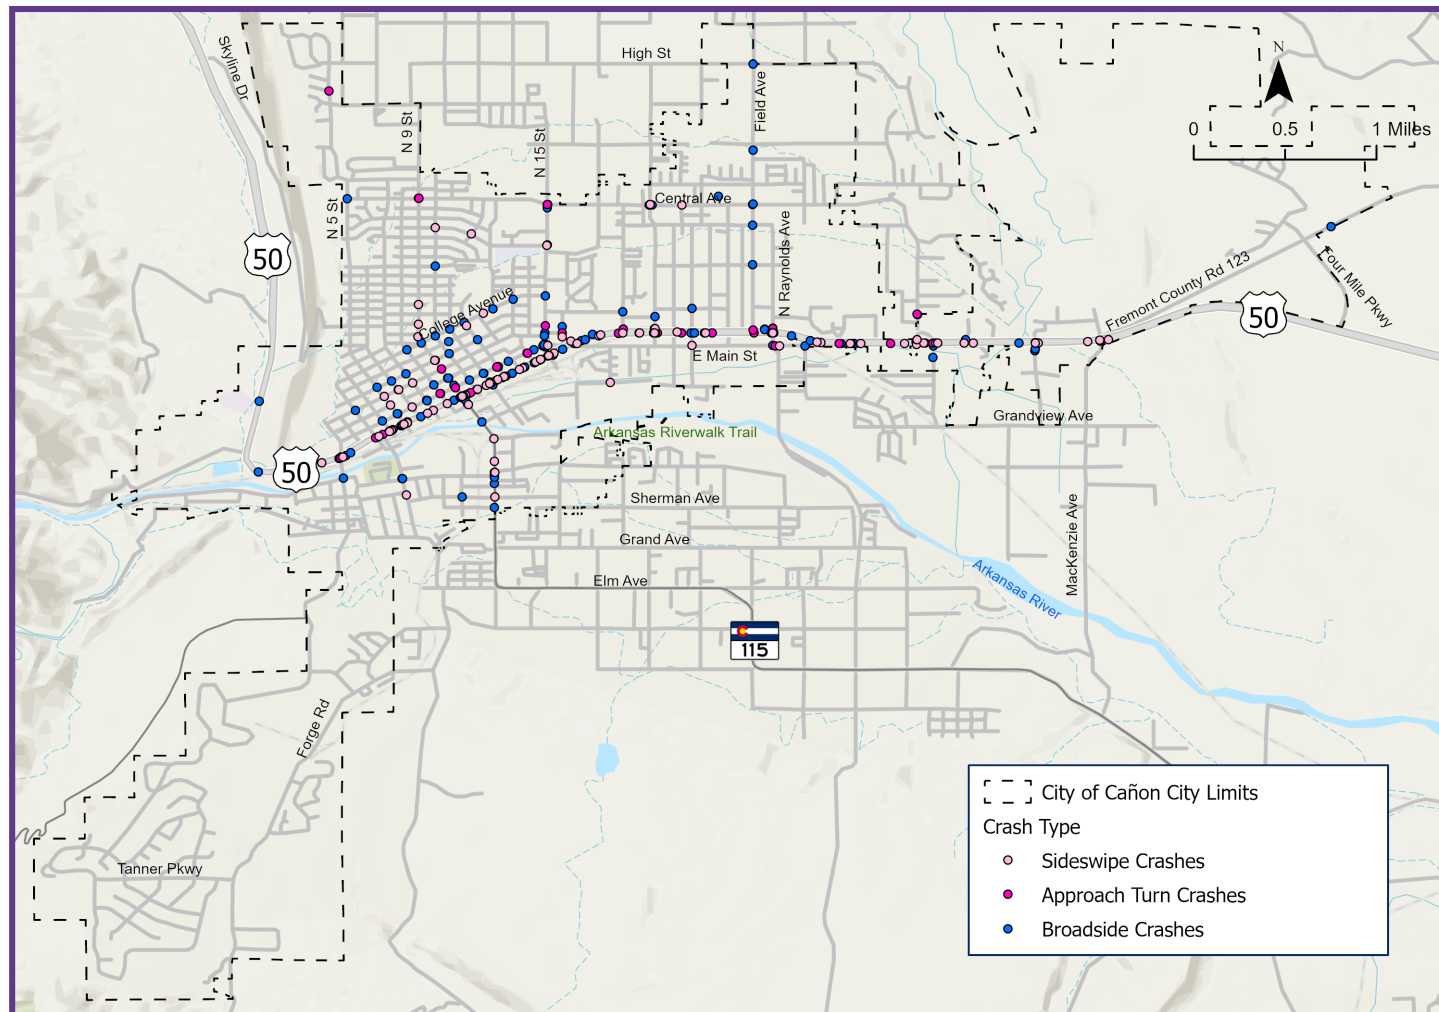 High St
Skyline Dr
Field Ave
N
0
0.5
1 Miles
N 9 St
N 15 St
Central Ave
N 5 St
N Raynolds Ave
50
Fremont County Rd 123
Four Mile Pkwy
50
College Avenue
E Main St
Grandview Ave
Arkansas Riverwalk Trail
50
Sherman Ave
MacKenzie Ave
Grand Ave
Elm Ave
Arkansas River
115
Forge Rd
Tanner Pkwy
City of Cañon City Limits
Crash Type
Sideswipe Crashes
Approach Turn Crashes
Broadside Crashes